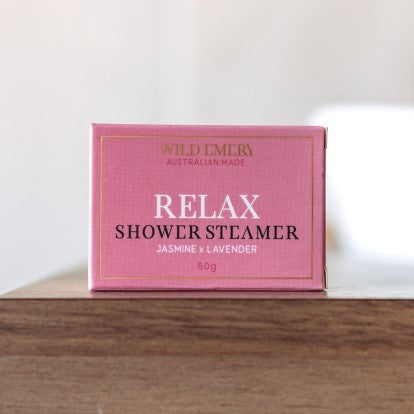 WILD EMERY
AUSTRALIAN MADE
RELAX
SHOWER STEAMER
JASMINE x LAVENDER
60g